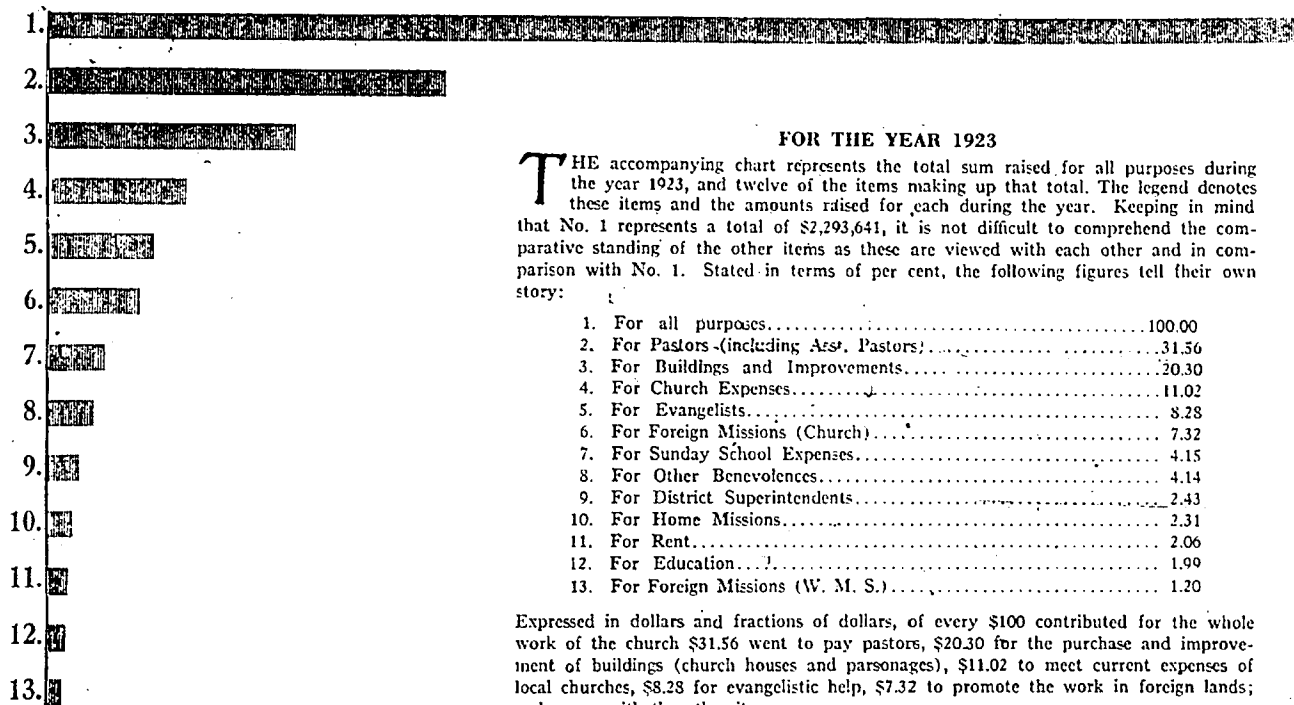 1.
2.
3.
4.
5.
6.
7.
8.
9.
10.
11.
12.
13.
FOR THE YEAR 1923
THE accompanying chart represents the total sum raised for all purposes during
the year 1923, and twelve of the items making up that total. The legend denotes
these items and the amounts raised for each during the year. Keeping in mind
that No. 1 represents a total of $2,293,641, it is not difficult to comprehend the com-
parative standing of the other items as these are viewed with each other and in com-
parison with No. 1. Stated in terms of per cent, the following figures tell their own
story:
1. For all purposes 100.00
2. For Pastors (including Asst. Pastors) 31.56
3. For Buildings and Improvements 20.30
4. For Church Expenses 11.02
5. For Evangelists 8.28
6. For Foreign Missions (Church) 7.32
7. For Sunday School Expenses 4.15
8. For Other Benevolences 4.14
9. For District Superintendents 2.43
10. For Home Missions 2.31
11. For Rent 2.06
12. For Education 1.99
13. For Foreign Missions (W. M. S.) 1.20
Expressed in dollars and fractions of dollars, of every $100 contributed for the whole
work of the church $31.56 went to pay pastors, $20.30 for the purchase and improve-
ment of buildings (church houses and parsonages), $11.02 to meet current expenses of
local churches, $8.28 for evangelistic help, $7.32 to promote the work in foreign lands;